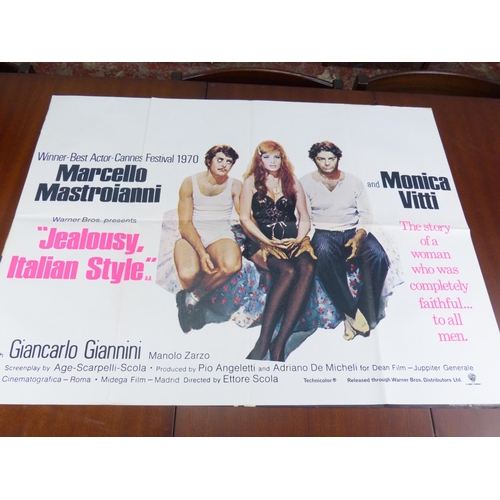 Winner-Best Actor-Cannes Festival 1970
Marcello
Mastroianni
and Monica
Vitti
Warner Bros. presents
"Jealousy,
Italian Style."
The story
of a
woman
who was
completely
faithful...
to all
men.
Giancarlo Giannini Manolo Zarzo
Screenplay by Age-Scarpelli-Scola • Produced by Pio Angeletti and Adriano De Micheli for Dean Film - Juppiter Generale
Cinematografica - Roma • Midega Film - Madrid Directed by Ettore Scola Technicolor® Released through Warner Bros. Distributors Ltd.